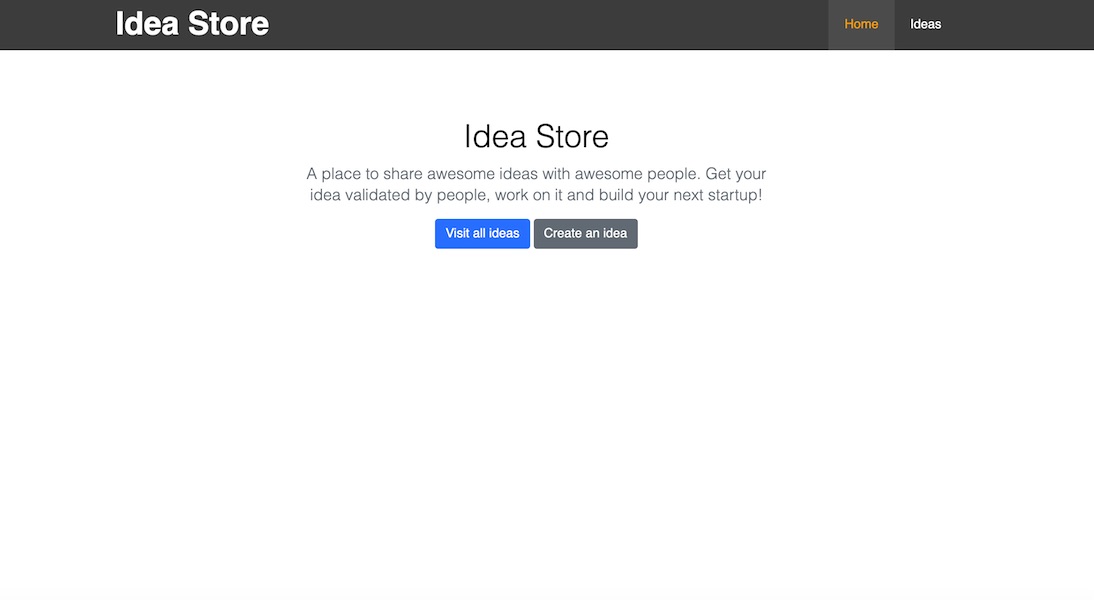 Idea Store
Home
Ideas
Idea Store
A place to share awesome ideas with awesome people. Get your
idea validated by people, work on it and build your next startup!
Visit all ideas
Create an idea